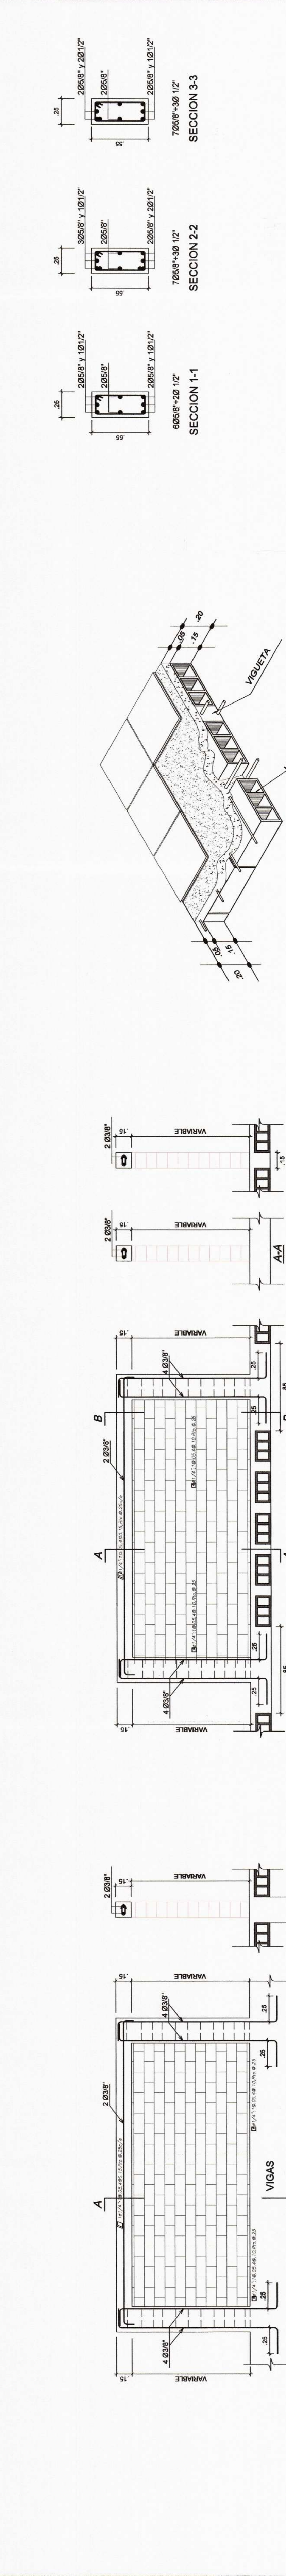 2Ø5/8" y 2Ø1/2"
2Ø5/8"
2Ø5/8" y 1Ø1/2"
.25
.55
7Ø5/8"+3Ø 1/2"
SECCION 3-3
3Ø5/8" y 1Ø1/2"
2Ø5/8"
2Ø5/8" y 2Ø1/2"
.25
.55
7Ø5/8"+3Ø 1/2"
SECCION 2-2
2Ø5/8" y 1Ø1/2"
2Ø5/8"
2Ø5/8" y 1Ø1/2"
.25
.55
6Ø5/8"+2Ø 1/2"
SECCION 1-1
.20
.05
.15
VIGUETA
.05
.15
.20
2 Ø3/8"
.15
VARIABLE
.15
2 Ø3/8"
.15
VARIABLE
A-A
.15
VARIABLE
4 Ø3/8"
.25
.25
B
2 Ø3/8"
A
4 Ø3/8"
.15
VARIABLE
.25
.25
2 Ø3/8"
.15
VARIABLE
.15
VARIABLE
4 Ø3/8"
.25
.25
2 Ø3/8"
A
VIGAS
4 Ø3/8"
.15
VARIABLE
.25
.25